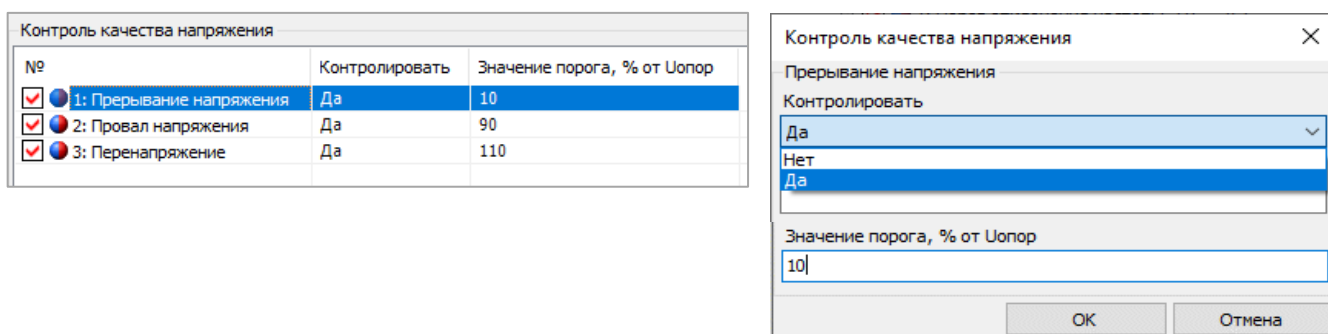 Контроль качества напряжения
№ Контролировать Значение порога, % от Uопор
1: Прерывание напряжения Да 10
2: Провал напряжения Да 90
3: Перенапряжение Да 110
Контроль качества напряжения
Прерывание напряжения
Контролировать
Да
Нет
Да
Значение порога, % от Uопор
10
OK Отмена